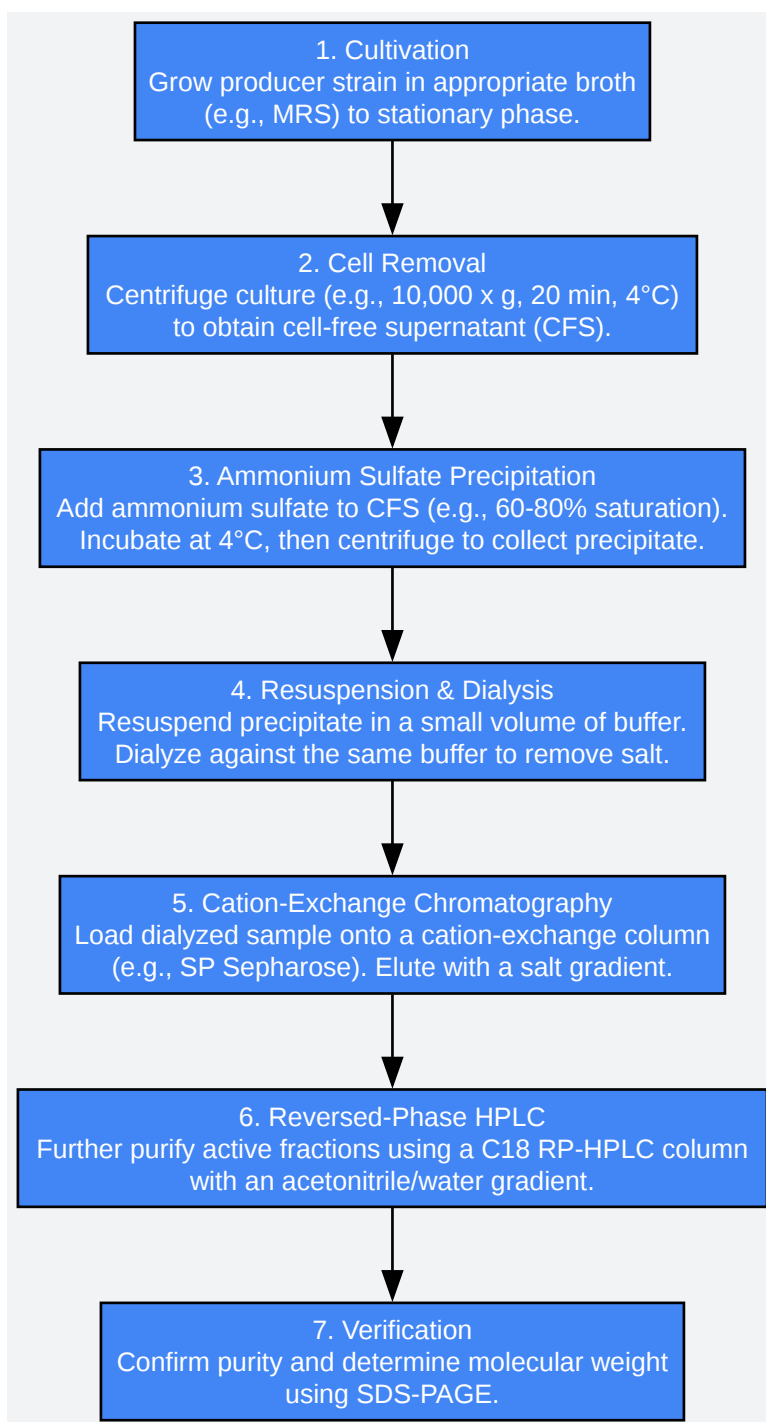 1. Cultivation
Grow producer strain in appropriate broth
(e.g., MRS) to stationary phase.
2. Cell Removal
Centrifuge culture (e.g., 10,000 x g, 20 min, 4°C)
to obtain cell-free supernatant (CFS).
3. Ammonium Sulfate Precipitation
Add ammonium sulfate to CFS (e.g., 60-80% saturation).
Incubate at 4°C, then centrifuge to collect precipitate.
4. Resuspension & Dialysis
Resuspend precipitate in a small volume of buffer.
Dialyze against the same buffer to remove salt.
5. Cation-Exchange Chromatography
Load dialyzed sample onto a cation-exchange column
(e.g., SP Sepharose). Elute with a salt gradient.
6. Reversed-Phase HPLC
Further purify active fractions using a C18 RP-HPLC column
with an acetonitrile/water gradient.
7. Verification
Confirm purity and determine molecular weight
using SDS-PAGE.